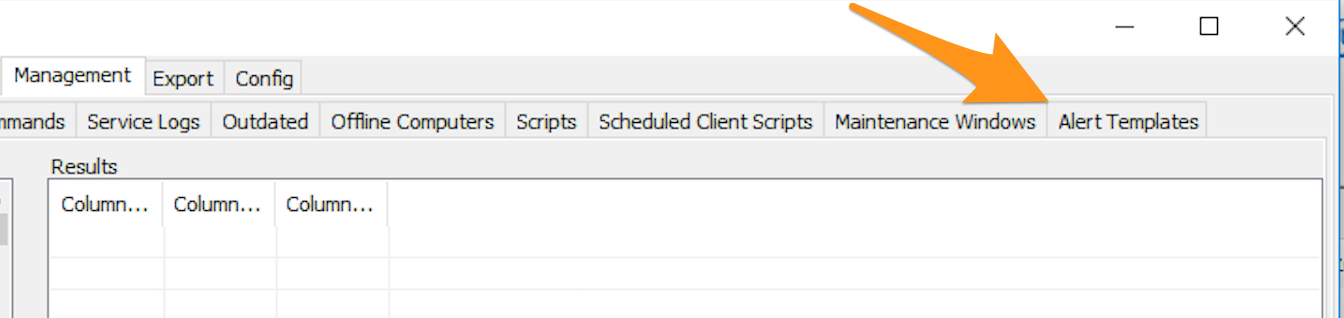 Management Export Config
Service Logs Outdated Offline Computers Scripts Scheduled Client Scripts Maintenance Windows Alert Templates
Results
Column... Column... Column...